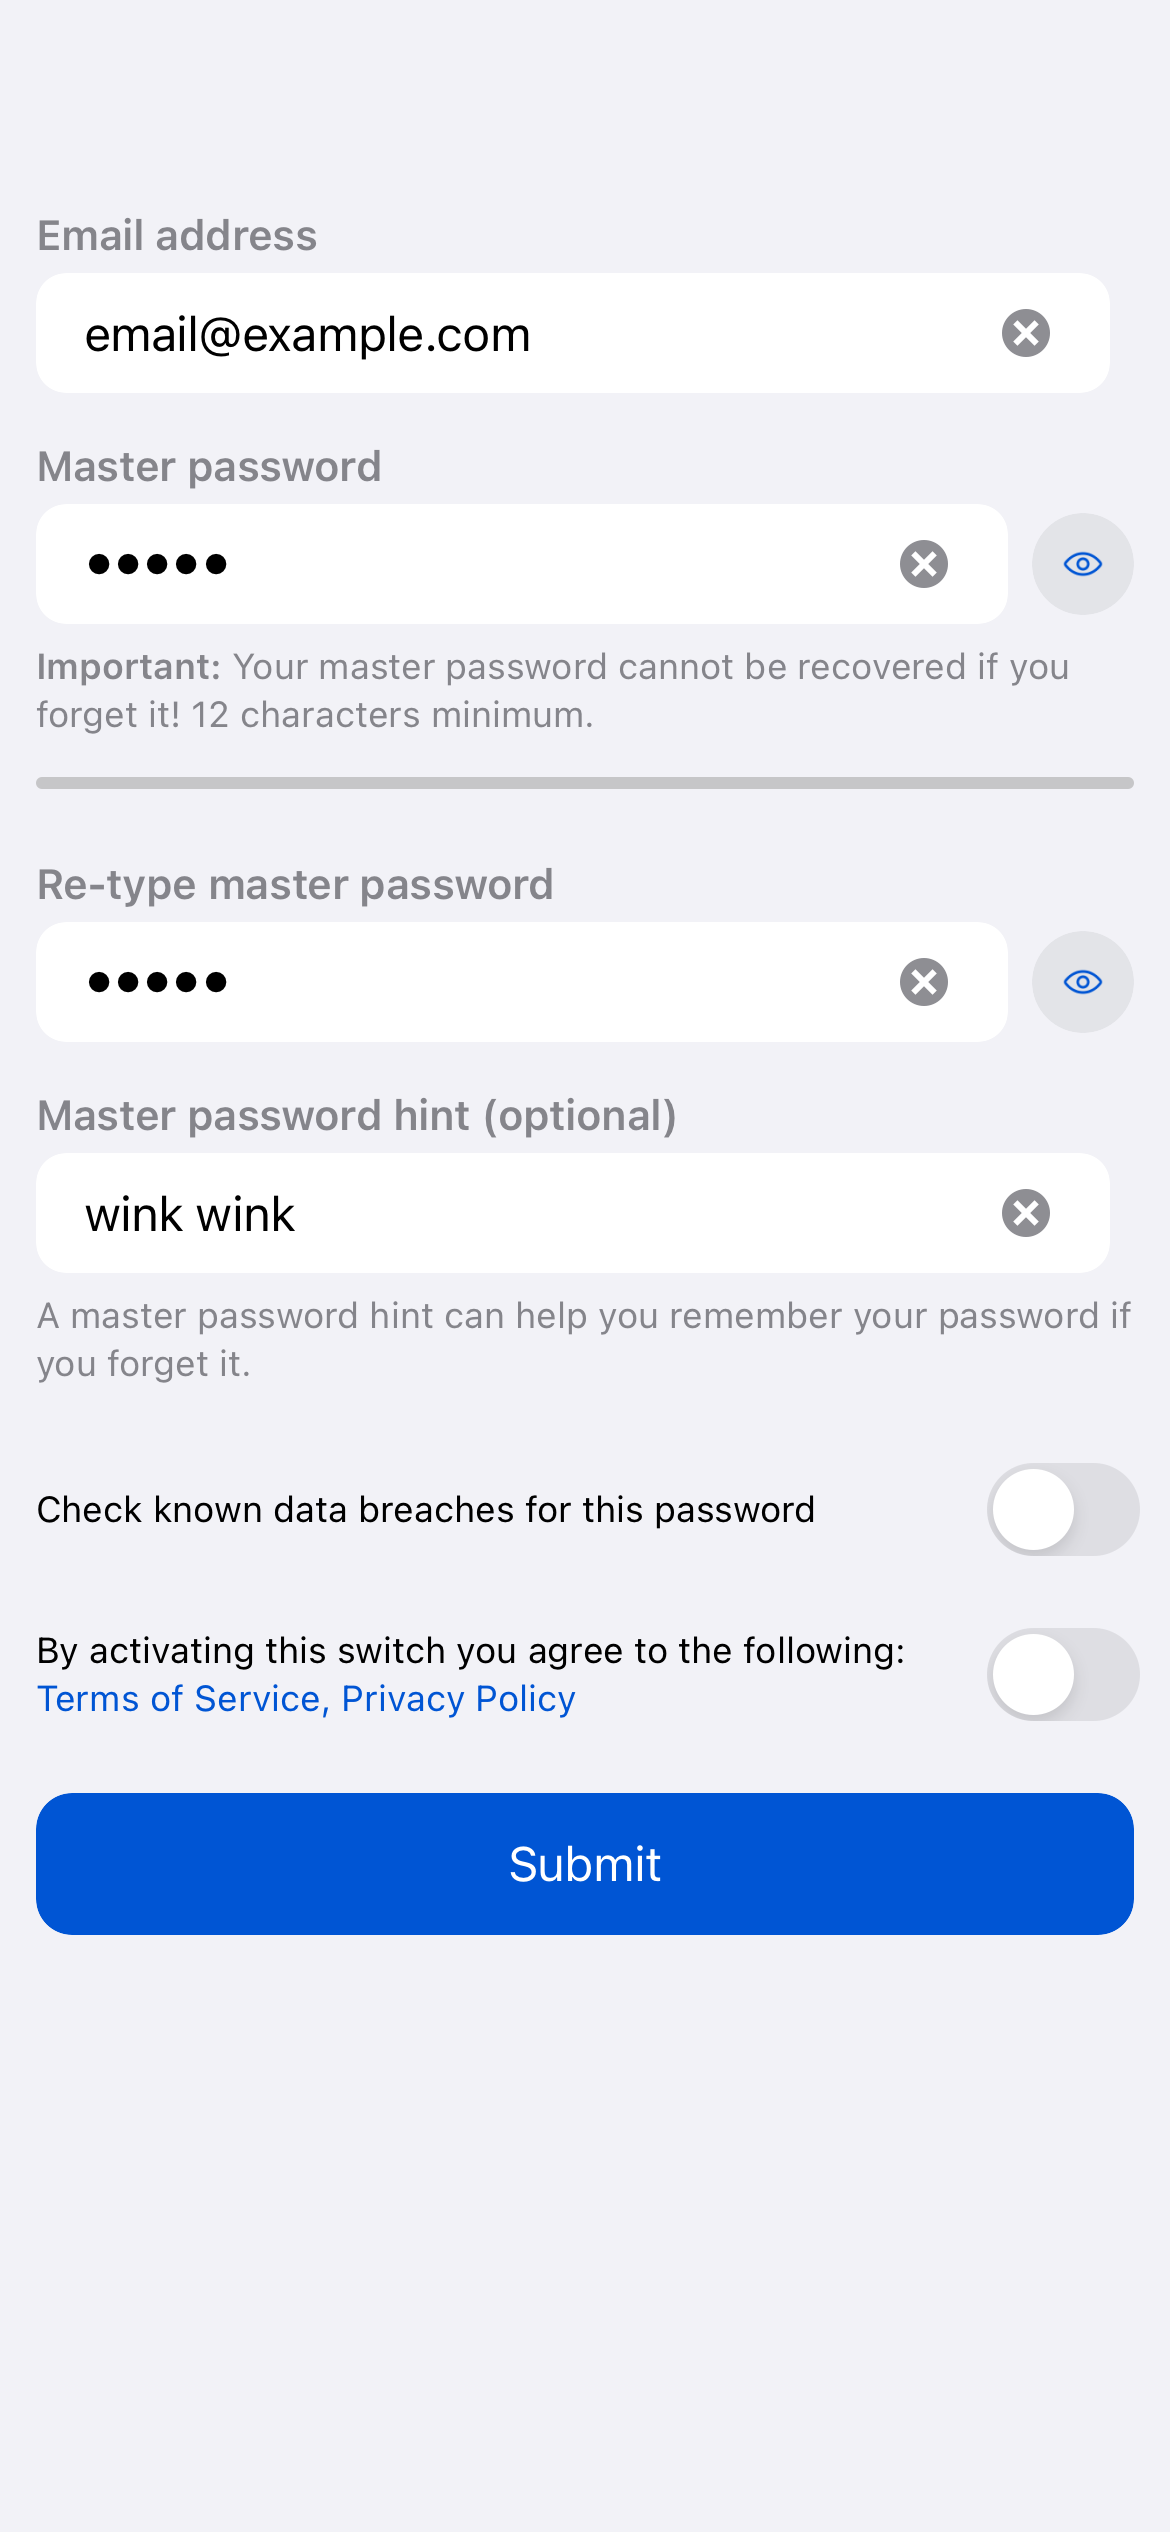 Email address
email@example.com
Master password
•••••
Important: Your master password cannot be recovered if you
forget it! 12 characters minimum.
Re-type master password
•••••
Master password hint (optional)
wink wink
A master password hint can help you remember your password if
you forget it.
Check known data breaches for this password
By activating this switch you agree to the following:
Terms of Service, Privacy Policy
Submit